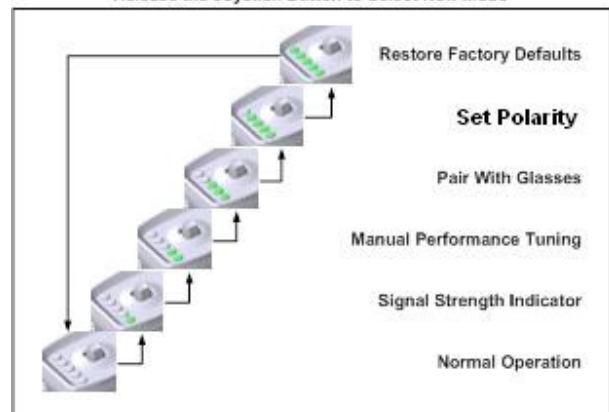 Restore Factory Defaults
Set Polarity
Pair With Glasses
Manual Performance Tuning
Signal Strength Indicator
Normal Operation